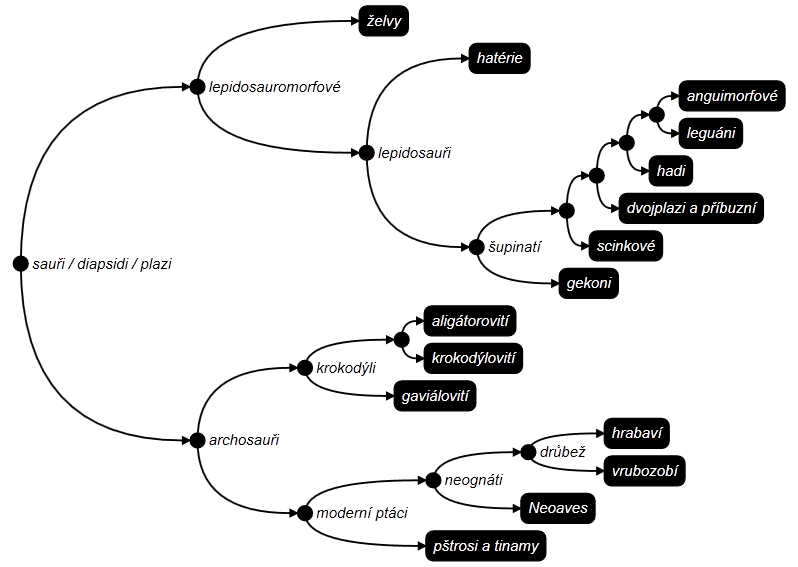 želvy
lepidosauromorfové
hatérie
lepidosauři
anguimorfové
leguáni
hadi
dvojplazi a příbuzní
scinkové
šupinatí
gekoni
sauři / diapsidi / plazi
aligátorovití
krokodýlovití
krokodýli
gaviálovití
archosauři
hrabaví
drůbež
vrubozobí
neognáti
Neoaves
moderní ptáci
pštrosi a tinamy